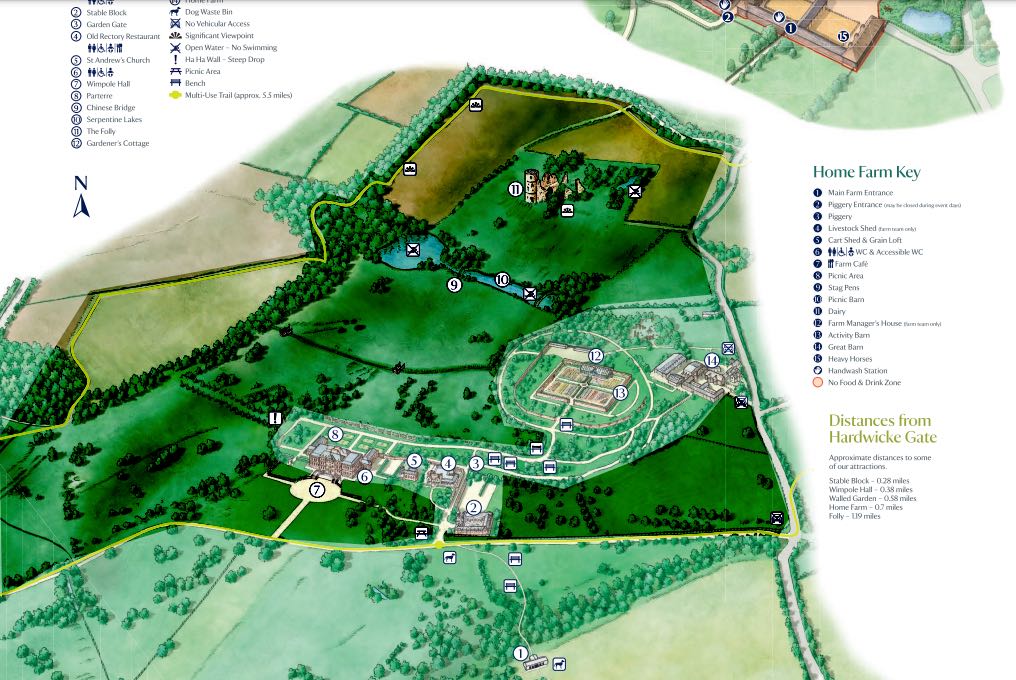 2 Stable Block
3 Garden Gate
4 Old Rectory Restaurant
5 St Andrew's Church
6
7 Wimpole Hall
8 Parterre
9 Chinese Bridge
10 Serpentine Lakes
11 The Folly
12 Gardener's Cottage
14 Home Farm
Dog Waste Bin
No Vehicular Access
Significant Viewpoint
Open Water – No Swimming
Ha Ha Wall – Steep Drop
Picnic Area
Bench
Multi-Use Trail (approx. 5.5 miles)
N
2
1
15
11
9
10
12
13
14
8
7
6
5
4
3
2
1
!
Home Farm Key
1 Main Farm Entrance
2 Piggery Entrance (may be closed during event days)
3 Piggery
4 Livestock Shed (farm team only)
5 Cart Shed & Grain Loft
6 WC & Accessible WC
7 Farm Café
8 Picnic Area
9 Stag Pens
10 Picnic Barn
11 Dairy
12 Farm Manager's House (farm team only)
13 Activity Barn
14 Great Barn
15 Heavy Horses
Handwash Station
No Food & Drink Zone
Distances from
Hardwicke Gate
Approximate distances to some
of our attractions.
Stable Block – 0.28 miles
Wimpole Hall – 0.38 miles
Walled Garden – 0.58 miles
Home Farm – 0.7 miles
Folly – 1.19 miles